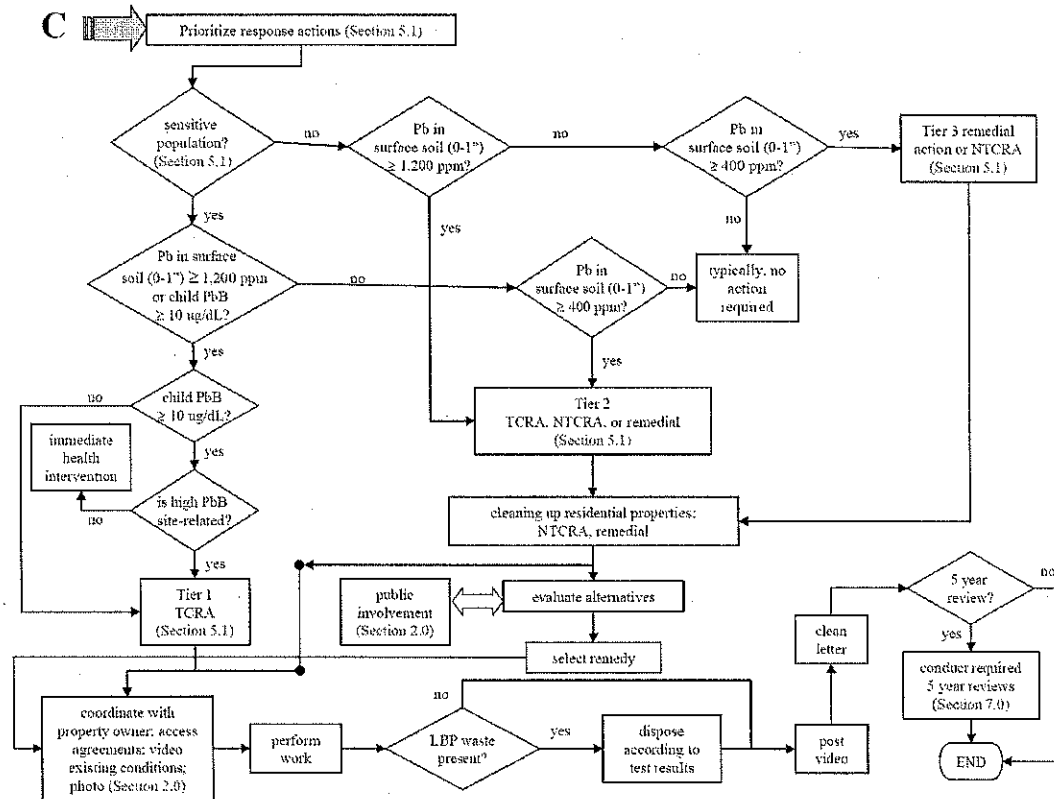 C
Prioritize response actions (Section 5.1)
sensitive
population?
(Section 5.1)
no
Pb in
surface soil (0-1")
≥ 1,200 ppm?
no
Pb in
surface soil (0-1")
≥ 400 ppm?
yes
Tier 3 remedial
action or NTCRA
(Section 5.1)
yes
yes
no
Pb in surface
soil (0-1") ≥ 1,200 ppm
or child PbB
≥ 10 ug/dL?
no
Pb in
surface soil (0-1")
≥ 400 ppm?
no
typically, no
action
required
yes
yes
no
child PbB
≥ 10 ug/dL?
Tier 2
TCRA, NTCRA, or remedial
(Section 5.1)
immediate
health
intervention
yes
no
is high PbB
site-related?
cleaning up residential properties:
NTCRA, remedial
yes
Tier 1
TCRA
(Section 5.1)
public
involvement
(Section 2.0)
evaluate alternatives
select remedy
clean
letter
5 year
review?
no
yes
conduct required
5 year reviews
(Section 7.0)
END
coordinate with
property owner; access
agreements; video
existing conditions;
photo (Section 2.0)
perform
work
no
LBP waste
present?
yes
dispose
according to
test results
post
video